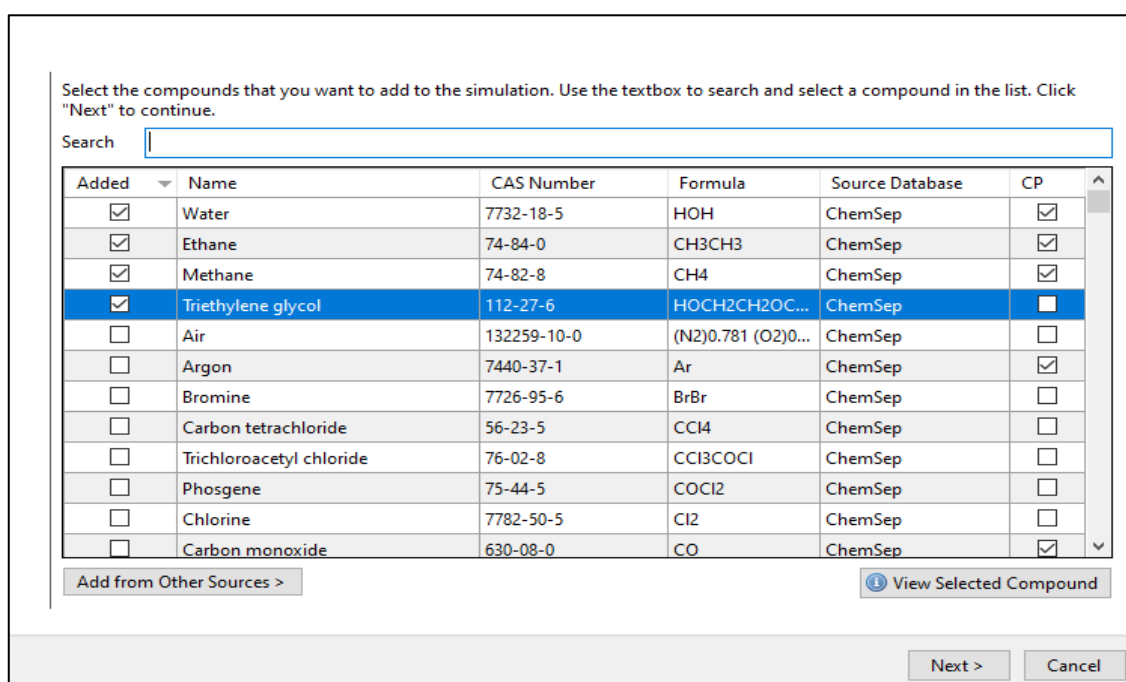 Select the compounds that you want to add to the simulation. Use the textbox to search and select a compound in the list. Click
"Next" to continue.
Search
Added Name CAS Number Formula Source Database CP
Water 7732-18-5 HOH ChemSep
Ethane 74-84-0 CH3CH3 ChemSep
Methane 74-82-8 CH4 ChemSep
Triethylene glycol 112-27-6 HOCH2CH2OC... ChemSep
Air 132259-10-0 (N2)0.781 (O2)0... ChemSep
Argon 7440-37-1 Ar ChemSep
Bromine 7726-95-6 BrBr ChemSep
Carbon tetrachloride 56-23-5 CCl4 ChemSep
Trichloroacetyl chloride 76-02-8 CCl3COCl ChemSep
Phosgene 75-44-5 COCl2 ChemSep
Chlorine 7782-50-5 Cl2 ChemSep
Carbon monoxide 630-08-0 CO ChemSep
Add from Other Sources > View Selected Compound
Next > Cancel